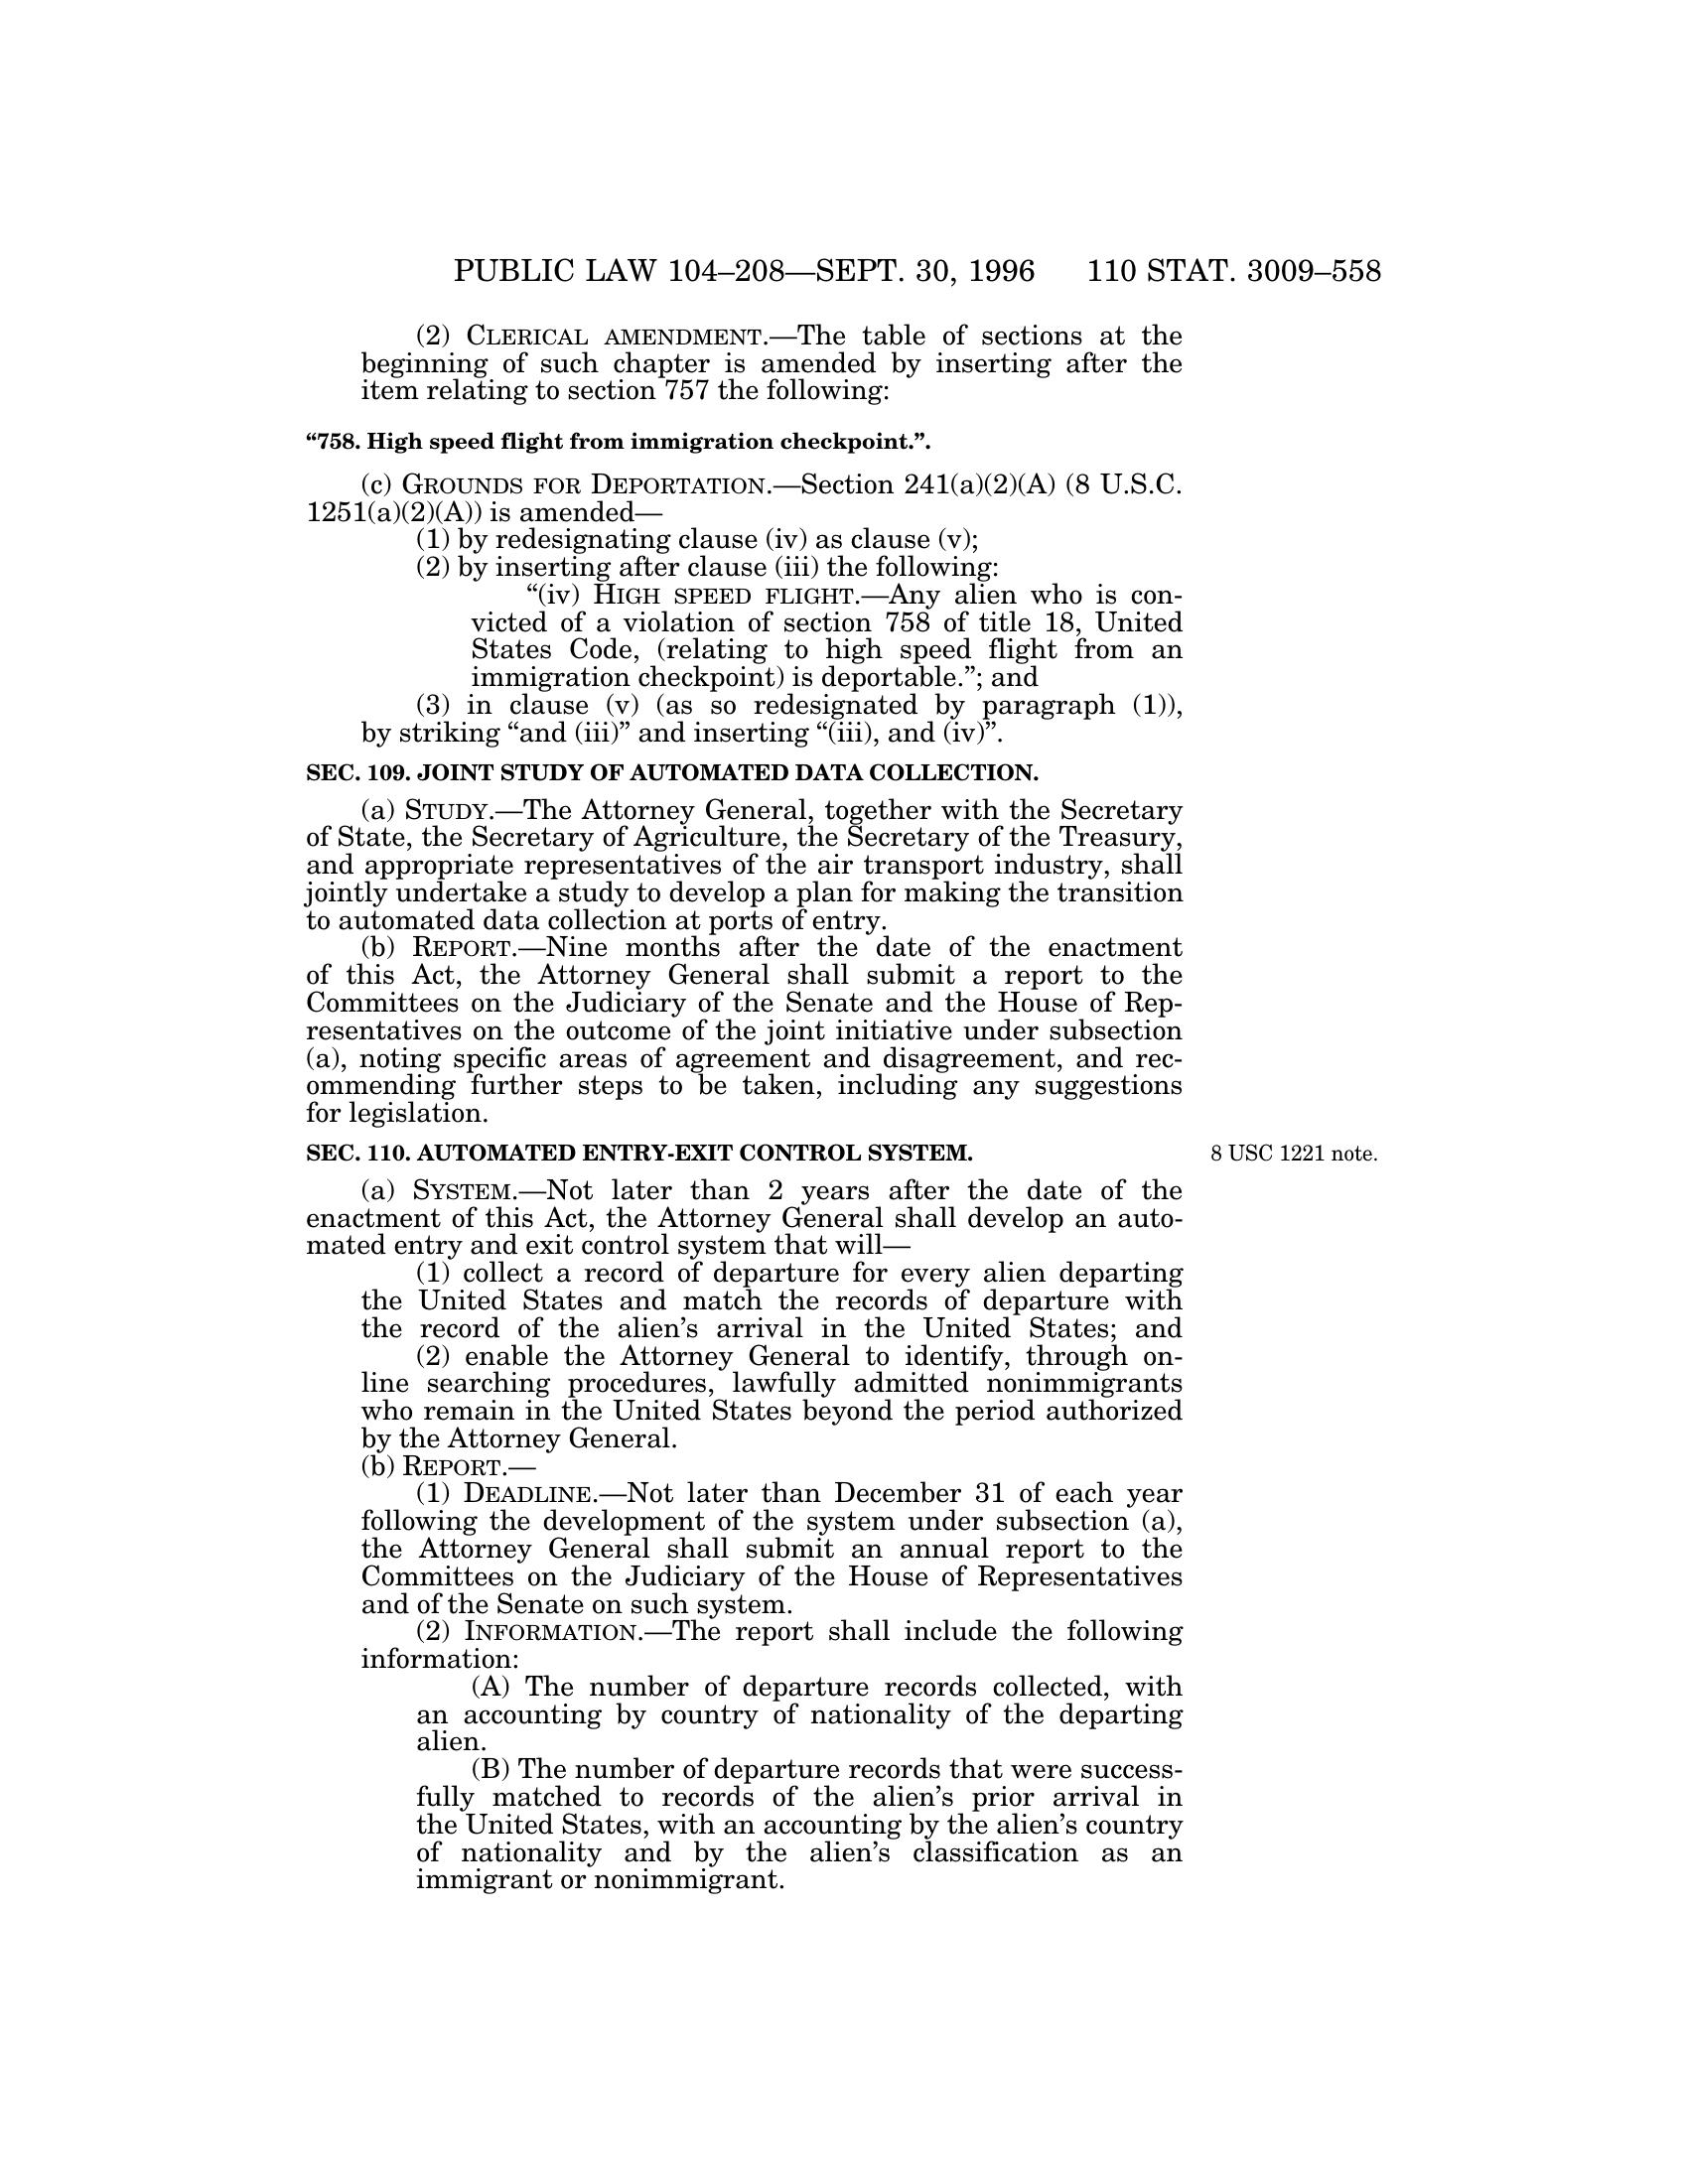 PUBLIC LAW 104–208—SEPT. 30, 1996 110 STAT. 3009–558
(2) CLERICAL AMENDMENT.—The table of sections at the
beginning of such chapter is amended by inserting after the
item relating to section 757 the following:
“758. High speed flight from immigration checkpoint.”.
(c) GROUNDS FOR DEPORTATION.—Section 241(a)(2)(A) (8 U.S.C.
1251(a)(2)(A)) is amended—
(1) by redesignating clause (iv) as clause (v);
(2) by inserting after clause (iii) the following:
“(iv) HIGH SPEED FLIGHT.—Any alien who is con-
victed of a violation of section 758 of title 18, United
States Code, (relating to high speed flight from an
immigration checkpoint) is deportable.”; and
(3) in clause (v) (as so redesignated by paragraph (1)),
by striking “and (iii)” and inserting “(iii), and (iv)”.
SEC. 109. JOINT STUDY OF AUTOMATED DATA COLLECTION.
(a) STUDY.—The Attorney General, together with the Secretary
of State, the Secretary of Agriculture, the Secretary of the Treasury,
and appropriate representatives of the air transport industry, shall
jointly undertake a study to develop a plan for making the transition
to automated data collection at ports of entry.
(b) REPORT.—Nine months after the date of the enactment
of this Act, the Attorney General shall submit a report to the
Committees on the Judiciary of the Senate and the House of Rep-
resentatives on the outcome of the joint initiative under subsection
(a), noting specific areas of agreement and disagreement, and rec-
ommending further steps to be taken, including any suggestions
for legislation.
SEC. 110. AUTOMATED ENTRY-EXIT CONTROL SYSTEM. 8 USC 1221 note.
(a) SYSTEM.—Not later than 2 years after the date of the
enactment of this Act, the Attorney General shall develop an auto-
mated entry and exit control system that will—
(1) collect a record of departure for every alien departing
the United States and match the records of departure with
the record of the alien’s arrival in the United States; and
(2) enable the Attorney General to identify, through on-
line searching procedures, lawfully admitted nonimmigrants
who remain in the United States beyond the period authorized
by the Attorney General.
(b) REPORT.—
(1) DEADLINE.—Not later than December 31 of each year
following the development of the system under subsection (a),
the Attorney General shall submit an annual report to the
Committees on the Judiciary of the House of Representatives
and of the Senate on such system.
(2) INFORMATION.—The report shall include the following
information:
(A) The number of departure records collected, with
an accounting by country of nationality of the departing
alien.
(B) The number of departure records that were success-
fully matched to records of the alien’s prior arrival in
the United States, with an accounting by the alien’s country
of nationality and by the alien’s classification as an
immigrant or nonimmigrant.